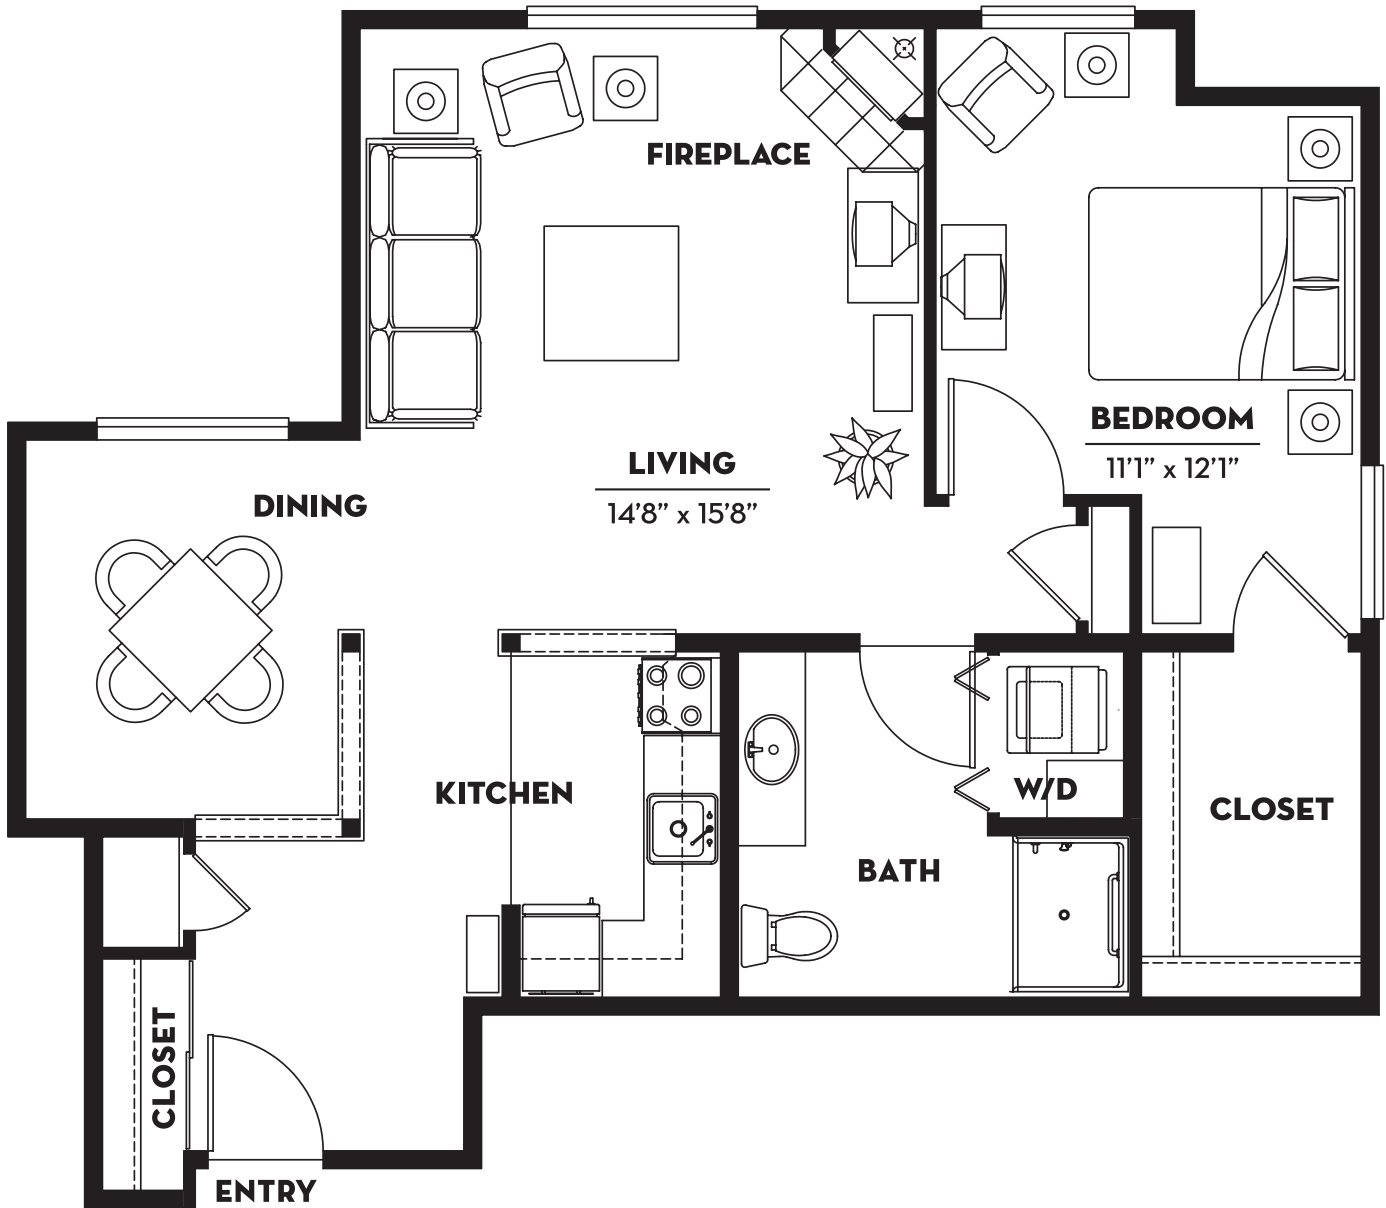 FIREPLACE
BEDROOM
11'1” x 12'1”
LIVING
14'8” x 15'8”
DINING
KITCHEN
W/D
CLOSET
BATH
CLOSET
ENTRY